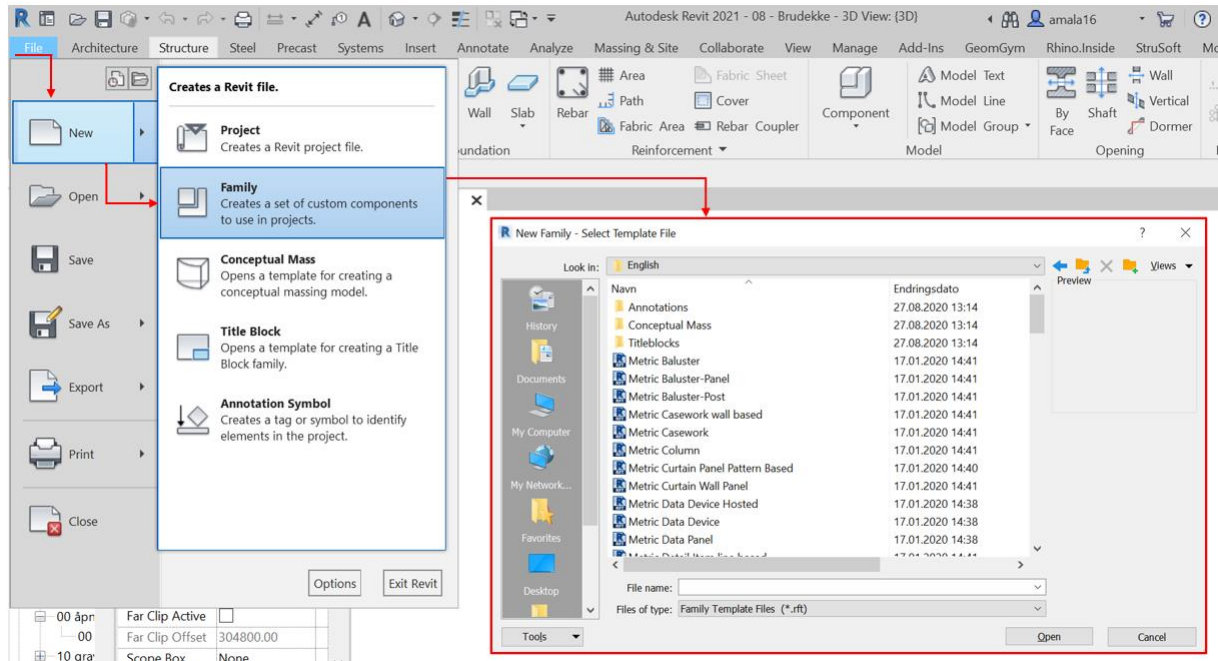 Autodesk Revit 2021 - 08 - Brudekke - 3D View: {3D}
amala16
File Architecture Structure Steel Precast Systems Insert Annotate Analyze Massing & Site Collaborate View Manage Add-Ins GeomGym Rhino.Inside StruSoft
Creates a Revit file.
New
Project
Creates a Revit project file.
Open
Family
Creates a set of custom components
to use in projects.
Save
Conceptual Mass
Opens a template for creating a
conceptual massing model.
Save As
Title Block
Opens a template for creating a Title
Block family.
Export
Annotation Symbol
Creates a tag or symbol to identify
elements in the project.
Print
Close
Options
Exit Revit
Wall Slab Rebar
Area Fabric Sheet
Path Cover
Fabric Area Rebar Coupler
Component
Model Text
Model Line
Model Group
By
Face
Shaft
Wall
Vertical
Dormer
Reinforcement
Model
Opening
New Family - Select Template File
Look in: English
Views
Navn Endringsdato
Preview
Annotations 27.08.2020 13:14
Conceptual Mass 27.08.2020 13:14
Titleblocks 27.08.2020 13:14
Metric Baluster 17.01.2020 14:41
Metric Baluster-Panel 17.01.2020 14:41
Metric Baluster-Post 17.01.2020 14:41
Metric Casework wall based 17.01.2020 14:41
Metric Casework 17.01.2020 14:41
Metric Column 17.01.2020 14:41
Metric Curtain Panel Pattern Based 17.01.2020 14:40
Metric Curtain Wall Panel 17.01.2020 14:41
Metric Data Device Hosted 17.01.2020 14:38
Metric Data Device 17.01.2020 14:38
Metric Data Panel 17.01.2020 14:38
History
Documents
My Computer
My Network...
Favorites
Desktop
File name:
Files of type: Family Template Files (*.rft)
Tools
Open
Cancel
00 åpn Far Clip Active
00 Far Clip Offset 304800.00
10 gra Scope Box None